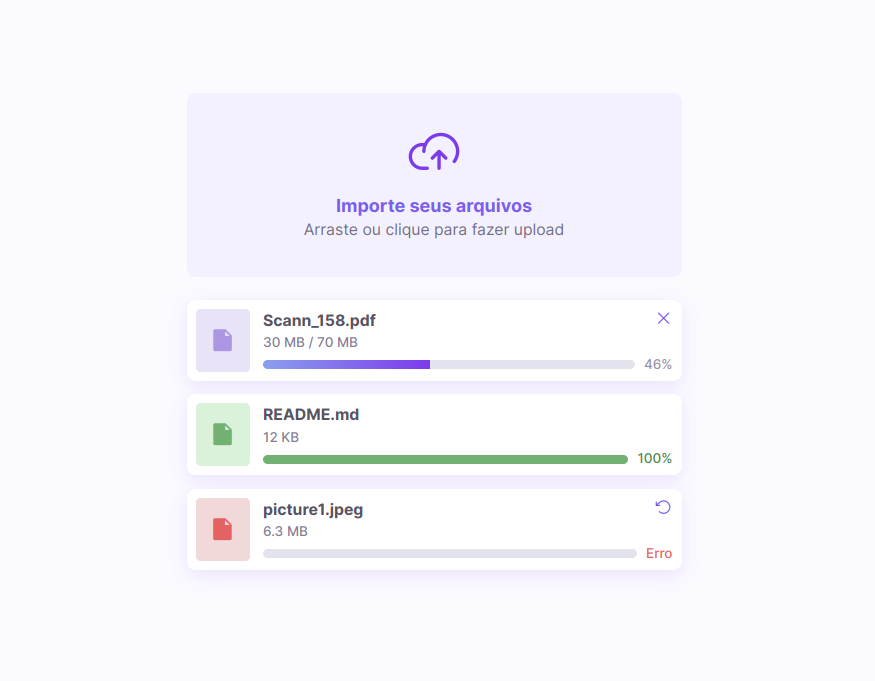 Importe seus arquivos
Arraste ou clique para fazer upload
Scann_158.pdf
30 MB / 70 MB
46%
README.md
12 KB
100%
picture1.jpeg
6.3 MB
Erro